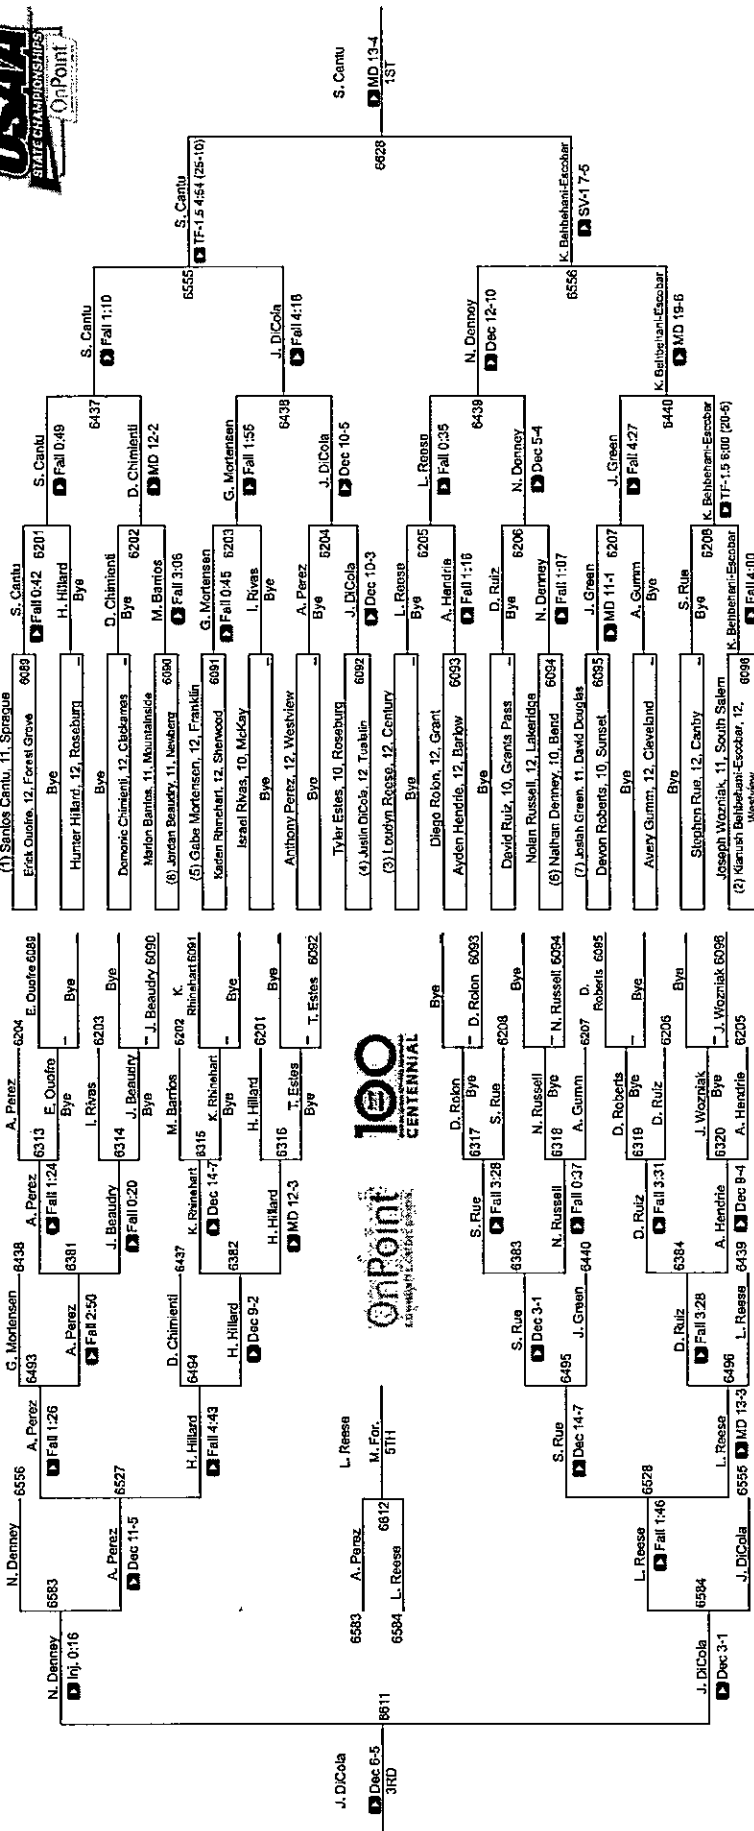 OSAA
STATE CHAMPIONSHIPS
OnPoint
(1) Santos Cantu, 11, Sprague
6089
Erick Quofre, 12, Forest Grove
Bye
Hunter Hillard, 12, Roseburg
Bye
Domenic Chimienti, 12, Clackamas
Marlon Barrios, 11, Mountainside
6090
(8) Jordan Beaudry, 11, Newberg
(5) Gabe Mortensen, 12, Franklin
6091
Kaden Rhinehart, 12, Sherwood
Israel Rivas, 10, McKay
Bye
Anthony Perez, 12, Westview
Bye
Tyler Estes, 10, Roseburg
6092
(4) Justin DiCola, 12, Tualatin
(3) Loudyn Reese, 12, Century
Bye
Diego Rolon, 12, Grant
6093
Ayden Hendrie, 12, Barlow
Bye
David Ruiz, 10, Grants Pass
Nolan Russell, 12, Lakeridge
6094
(6) Nathan Denney, 10, Bend
(7) Josiah Green, 11, David Douglas
6095
Devon Roberts, 10, Sunset
Avery Gumm, 12, Cleveland
Bye
Bye
Stephen Rue, 12, Canby
Joseph Wozniak, 11, South Salem
6096
(2) Kianush Behbehani-Escobar, 12,
Westview
S. Cantu
Fall 0:42 6201
H. Hillard
Bye
D. Chimienti
Bye 6202
M. Barrios
Fall 3:06
G. Mortensen
Fall 0:45 6203
I. Rivas
Bye
A. Perez
Bye 6204
J. DiCola
Dec 10-3
L. Reese
Bye 6205
A. Hendrie
Fall 1:16
D. Ruiz
Bye 6206
N. Denney
Fall 1:07
J. Green
MD 11-1 6207
A. Gumm
Bye
S. Rue
Bye 6208
K. Behbehani-Escobar
Fall 4:00
S. Cantu
Fall 0:49
6437
D. Chimienti
MD 12-2
G. Mortensen
Fall 1:56
6438
J. DiCola
Dec 10-5
L. Reese
Fall 0:35
6439
N. Denney
Dec 5-4
J. Green
Fall 4:27
6440
K. Behbehani-Escobar
TF-1.5 6:00 (20-5)
S. Cantu
Fall 1:10
6555
J. DiCola
Fall 4:18
N. Denney
Dec 12-10
6556
K. Behbehani-Escobar
MD 19-6
S. Cantu
TF-1.5 4:54 (25-10)
6628
K. Behbehani-Escobar
SV-1 7-5
S. Cantu
MD 13-4
1ST
E. Quofre 6089
Bye
Bye
J. Beaudry 6090
K.
Rhinehart 6091
Bye
Bye
T. Estes 6092
Bye
D. Rolon 6093
Bye
N. Russell 6094
D.
Roberts 6095
Bye
Bye
J. Wozniak 6096
A. Perez 6204
6313 E. Quofre
Bye
I. Rivas 6203
6314 J. Beaudry
Bye
M. Barrios 6202
6315 K. Rhinehart
Bye
H. Hillard 6201
6316 T. Estes
Bye
D. Rolon
6317 Bye
S. Rue 6208
N. Russell
6318 Bye
A. Gumm 6207
D. Roberts
6319 Bye
D. Ruiz 6206
J. Wozniak
6320 Bye
A. Hendrie 6205
A. Perez
Fall 1:24
6381
J. Beaudry
Fall 0:20
K. Rhinehart
Dec 14-7
6382
H. Hillard
MD 12-3
S. Rue
Fall 3:28
6383
N. Russell
Fall 0:37
D. Ruiz
Fall 3:31
6384
A. Hendrie
Dec 9-4
G. Mortensen 6438
6493
A. Perez
Fall 2:50
D. Chimienti 6437
6494
H. Hillard
Dec 9-2
S. Rue
Dec 3-1
6495
J. Green 6440
D. Ruiz
Fall 3:28
6496
L. Reese 6439
A. Perez
Fall 1:26
6527
H. Hillard
Fall 4:43
S. Rue
Dec 14-7
6528
L. Reese
MD 13-3
N. Denney 6556
6583
A. Perez
Dec 11-5
L. Reese
Fall 1:46
6584
J. DiCola 6555
N. Denney
Inj. 0:16
6611
J. DiCola
Dec 3-1
J. DiCola
Dec 6-5
3RD
6583 A. Perez
6612
6584 L. Reese
L. Reese
M. For.
5TH
OnPoint
100
CENTENNIAL